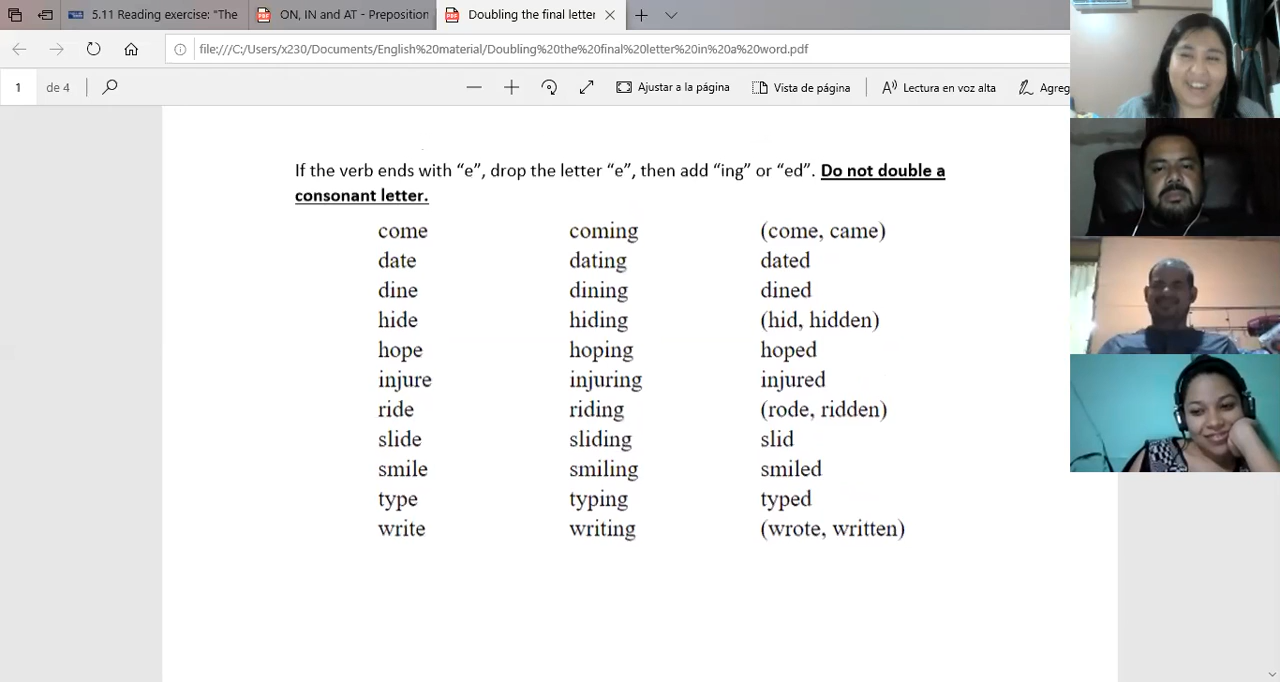 5.11 Reading exercise: "The
ON, IN and AT - Preposition
Doubling the final letter
file:///C:/Users/x230/Documents/English%20material/Doubling%20the%20final%20letter%20in%20a%20word.pdf
1 de 4 Ajustar a la página Vista de página Lectura en voz alta Agreg
If the verb ends with “e”, drop the letter “e”, then add “ing” or “ed”. Do not double a
consonant letter.
come coming (come, came)
date dating dated
dine dining dined
hide hiding (hid, hidden)
hope hoping hoped
injure injuring injured
ride riding (rode, ridden)
slide sliding slid
smile smiling smiled
type typing typed
write writing (wrote, written)